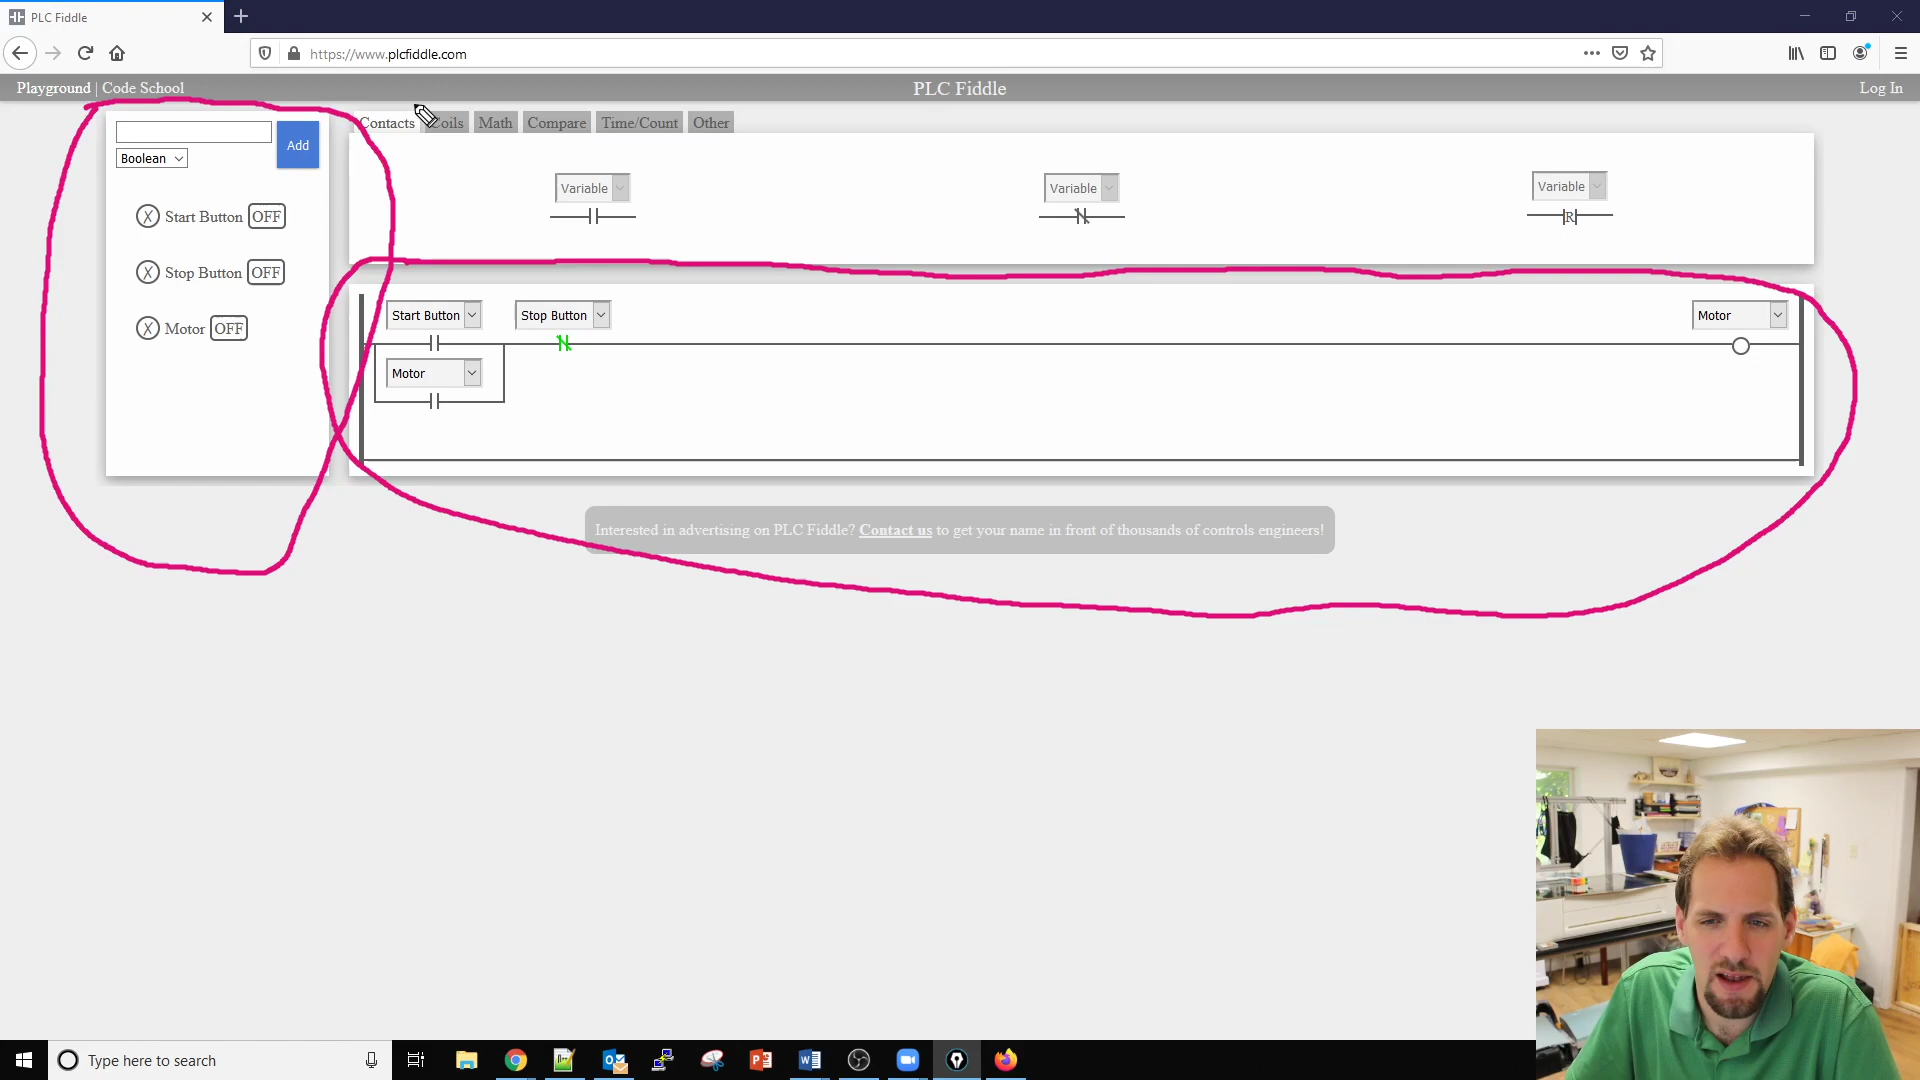 PLC Fiddle
https://www.plcfiddle.com
Playground | Code School
PLC Fiddle
Log In
Contacts
Coils
Math
Compare
Time/Count
Other
Add
Boolean
Variable
Variable
Variable
R
X Start Button OFF
X Stop Button OFF
X Motor OFF
Start Button
Stop Button
Motor
Motor
Interested in advertising on PLC Fiddle? Contact us to get your name in front of thousands of controls engineers!
Type here to search